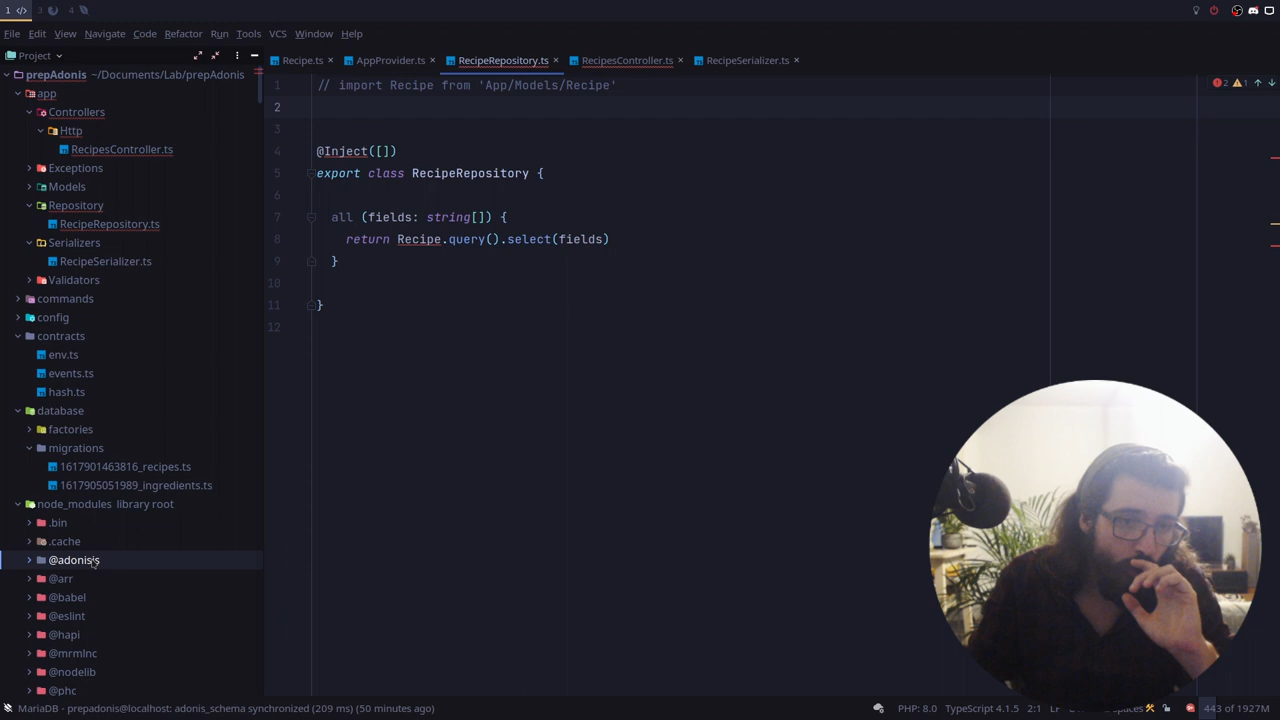 1 </> 3 4
File Edit View Navigate Code Refactor Run Tools VCS Window Help
Project
Recipe.ts × AppProvider.ts × RecipeRepository.ts × RecipesController.ts × RecipeSerializer.ts ×
prepAdonis ~/Documents/Lab/prepAdonis
app
Controllers
Http
RecipesController.ts
Exceptions
Models
Repository
RecipeRepository.ts
Serializers
RecipeSerializer.ts
Validators
commands
config
contracts
env.ts
events.ts
hash.ts
database
factories
migrations
1617901463816_recipes.ts
1617905051989_ingredients.ts
node_modules library root
.bin
.cache
@adonisjs
@arr
@babel
@eslint
@hapi
@mrmlnc
@nodelib
@phc
1 // import Recipe from 'App/Models/Recipe'
2
3
4 @Inject([])
5 export class RecipeRepository {
6
7 all (fields: string[]) {
8 return Recipe.query().select(fields)
9 }
10
11 }
12
2 1
MariaDB - prepadonis@localhost: adonis_schema synchronized (209 ms) (50 minutes ago)
PHP: 8.0 TypeScript 4.1.5 2:1 443 of 1927M